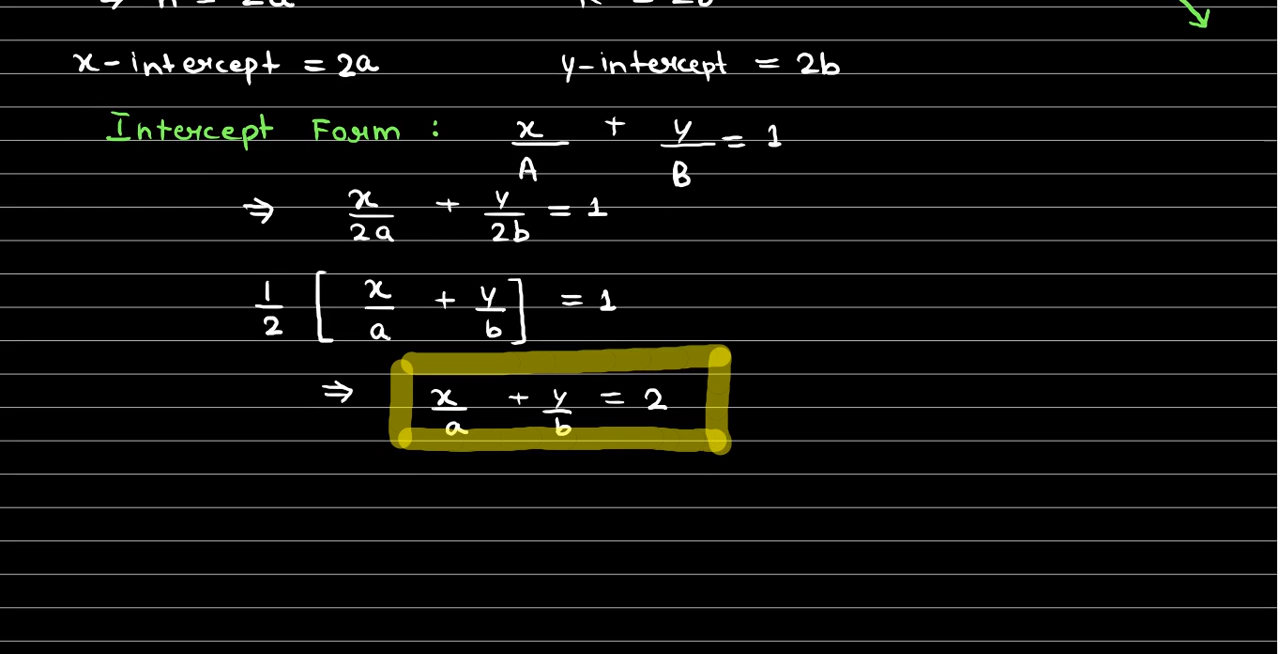 x-intercept = 2a y-intercept = 2b
Intercept Form : x/A + y/B = 1
⇒ x/2a + y/2b = 1
1/2 [ x/a + y/b ] = 1
⇒ x/a + y/b = 2